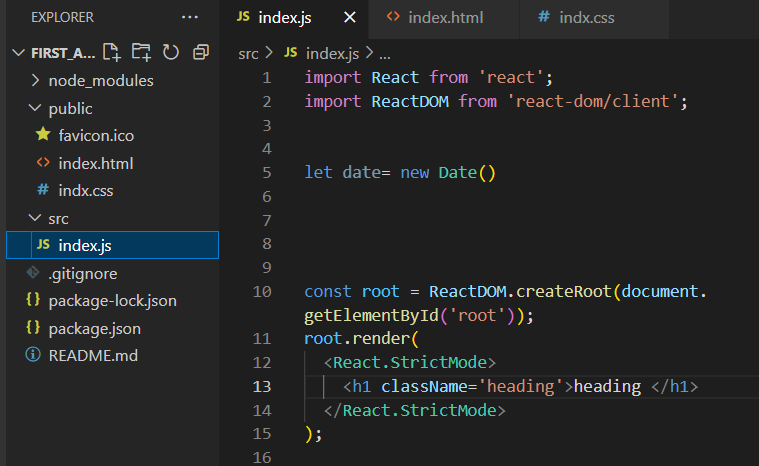 EXPLORER ...
FIRST_A...
node_modules
public
favicon.ico
index.html
indx.css
src
JS index.js
.gitignore
package-lock.json
package.json
README.md
JS index.js
index.html
indx.css
src > JS index.js > ...
1 import React from 'react';
2 import ReactDOM from 'react-dom/client';
3
4
5 let date= new Date()
6
7
8
9
10 const root = ReactDOM.createRoot(document.
getElementById('root'));
11 root.render(
12 <React.StrictMode>
13 <h1 className='heading'>heading </h1>
14 </React.StrictMode>
15 );
16